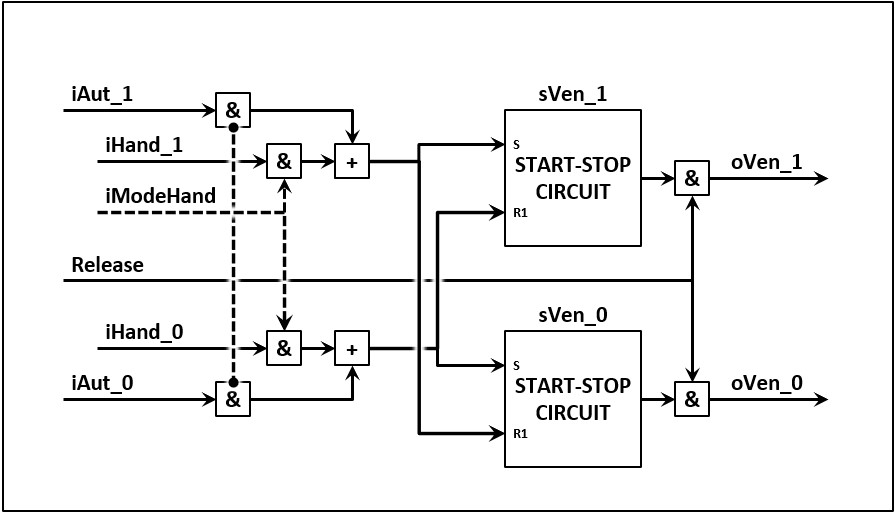 iAut_1
&
iHand_1
&
+
iModeHand
Release
iHand_0
&
+
iAut_0
&
sVen_1
S
START-STOP
CIRCUIT
R1
&
oVen_1
sVen_0
S
START-STOP
CIRCUIT
R1
&
oVen_0